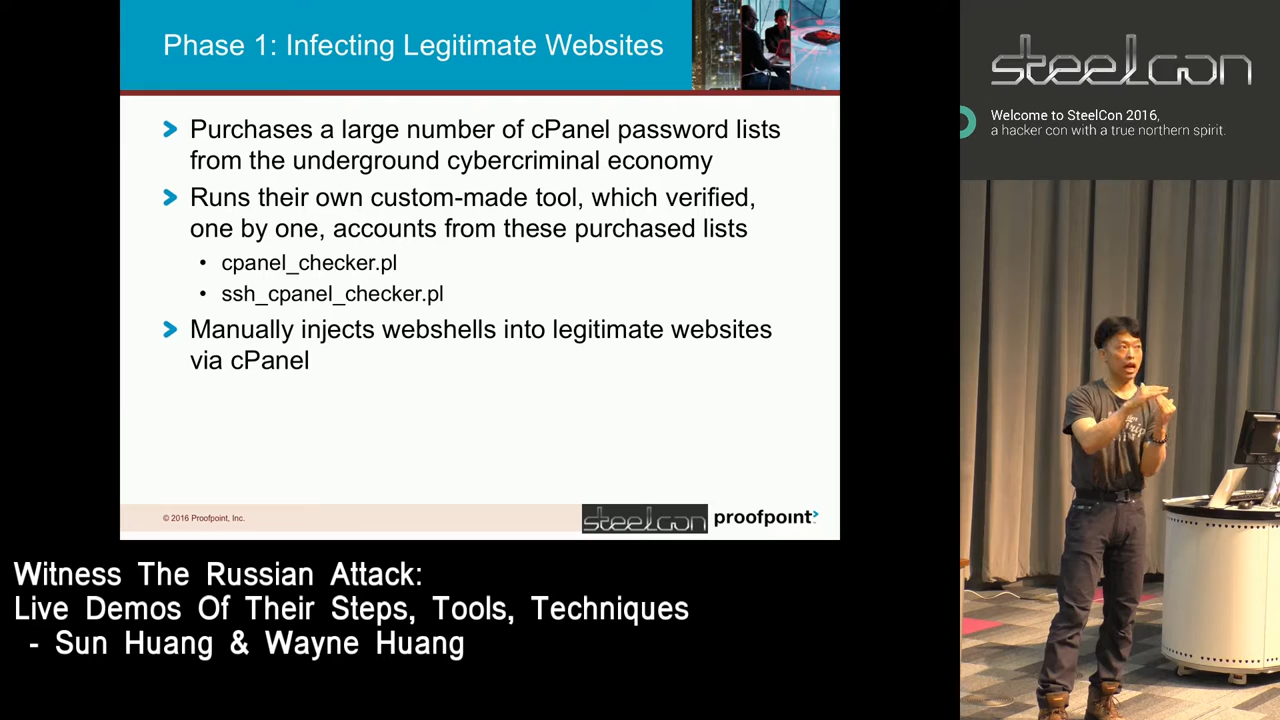 Phase 1: Infecting Legitimate Websites
Purchases a large number of cPanel password lists
from the underground cybercriminal economy
Runs their own custom-made tool, which verified,
one by one, accounts from these purchased lists
• cpanel_checker.pl
• ssh_cpanel_checker.pl
Manually injects webshells into legitimate websites
via cPanel
© 2016 Proofpoint, Inc.
steelcon
proofpoint
Witness The Russian Attack:
Live Demos Of Their Steps, Tools, Techniques
- Sun Huang & Wayne Huang
steelcon
Welcome to SteelCon 2016,
a hacker con with a true northern spirit.